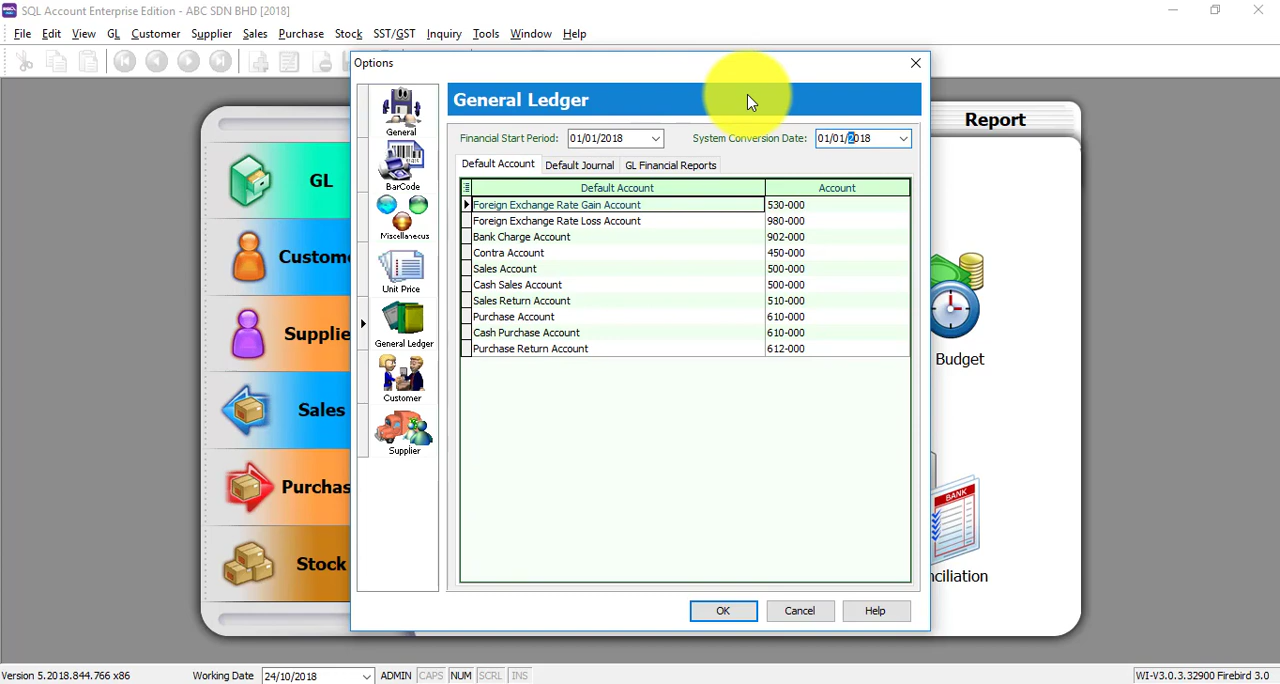 SQL Account Enterprise Edition - ABC SDN BHD [2018]
File Edit View GL Customer Supplier Sales Purchase Stock SST/GST Inquiry Tools Window Help
Options
General Ledger
Financial Start Period: 01/01/2018 System Conversion Date: 01/01/2018
Default Account Default Journal GL Financial Reports
Default Account Account
Foreign Exchange Rate Gain Account 530-000
Foreign Exchange Rate Loss Account 980-000
Bank Charge Account 902-000
Contra Account 450-000
Sales Account 500-000
Cash Sales Account 500-000
Sales Return Account 510-000
Purchase Account 610-000
Cash Purchase Account 610-000
Purchase Return Account 612-000
General
BarCode
Miscellaneous
Unit Price
General Ledger
Customer
Supplier
OK Cancel Help
GL
Custome
Supplie
Sales
Purchas
Stock
Report
Budget
BANK
nciliation
Version 5.2018.844.766 x86 Working Date 24/10/2018 ADMIN CAPS NUM SCRL INS WI-V3.0.3.32900 Firebird 3.0